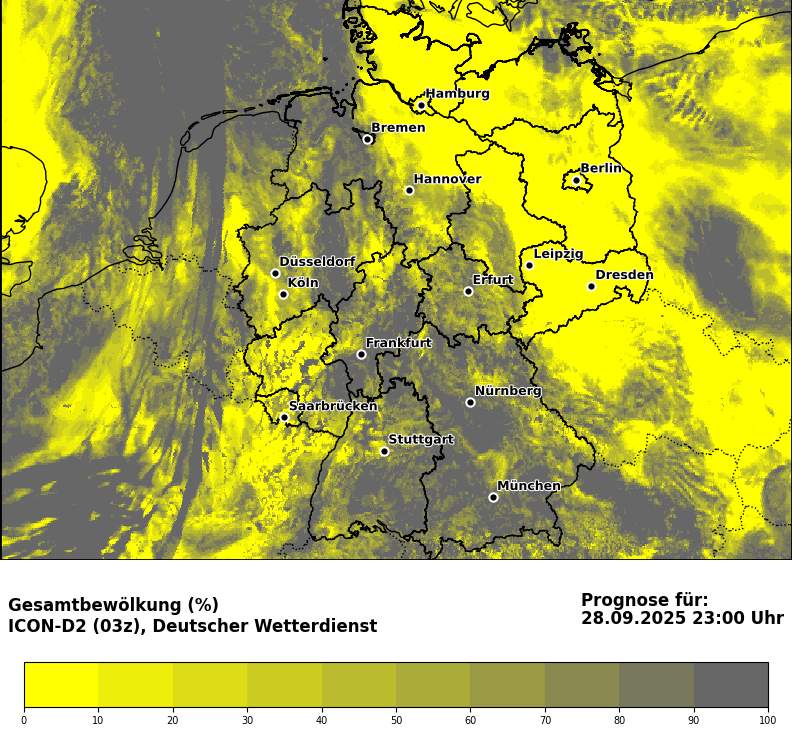 Hamburg
Bremen
Berlin
Hannover
Leipzig
Düsseldorf
Dresden
Köln
Erfurt
Frankfurt
Nürnberg
Saarbrücken
Stuttgart
München
Gesamtbewölkung (%)
ICON-D2 (03z), Deutscher Wetterdienst
Prognose für:
28.09.2025 23:00 Uhr
0 10 20 30 40 50 60 70 80 90 100